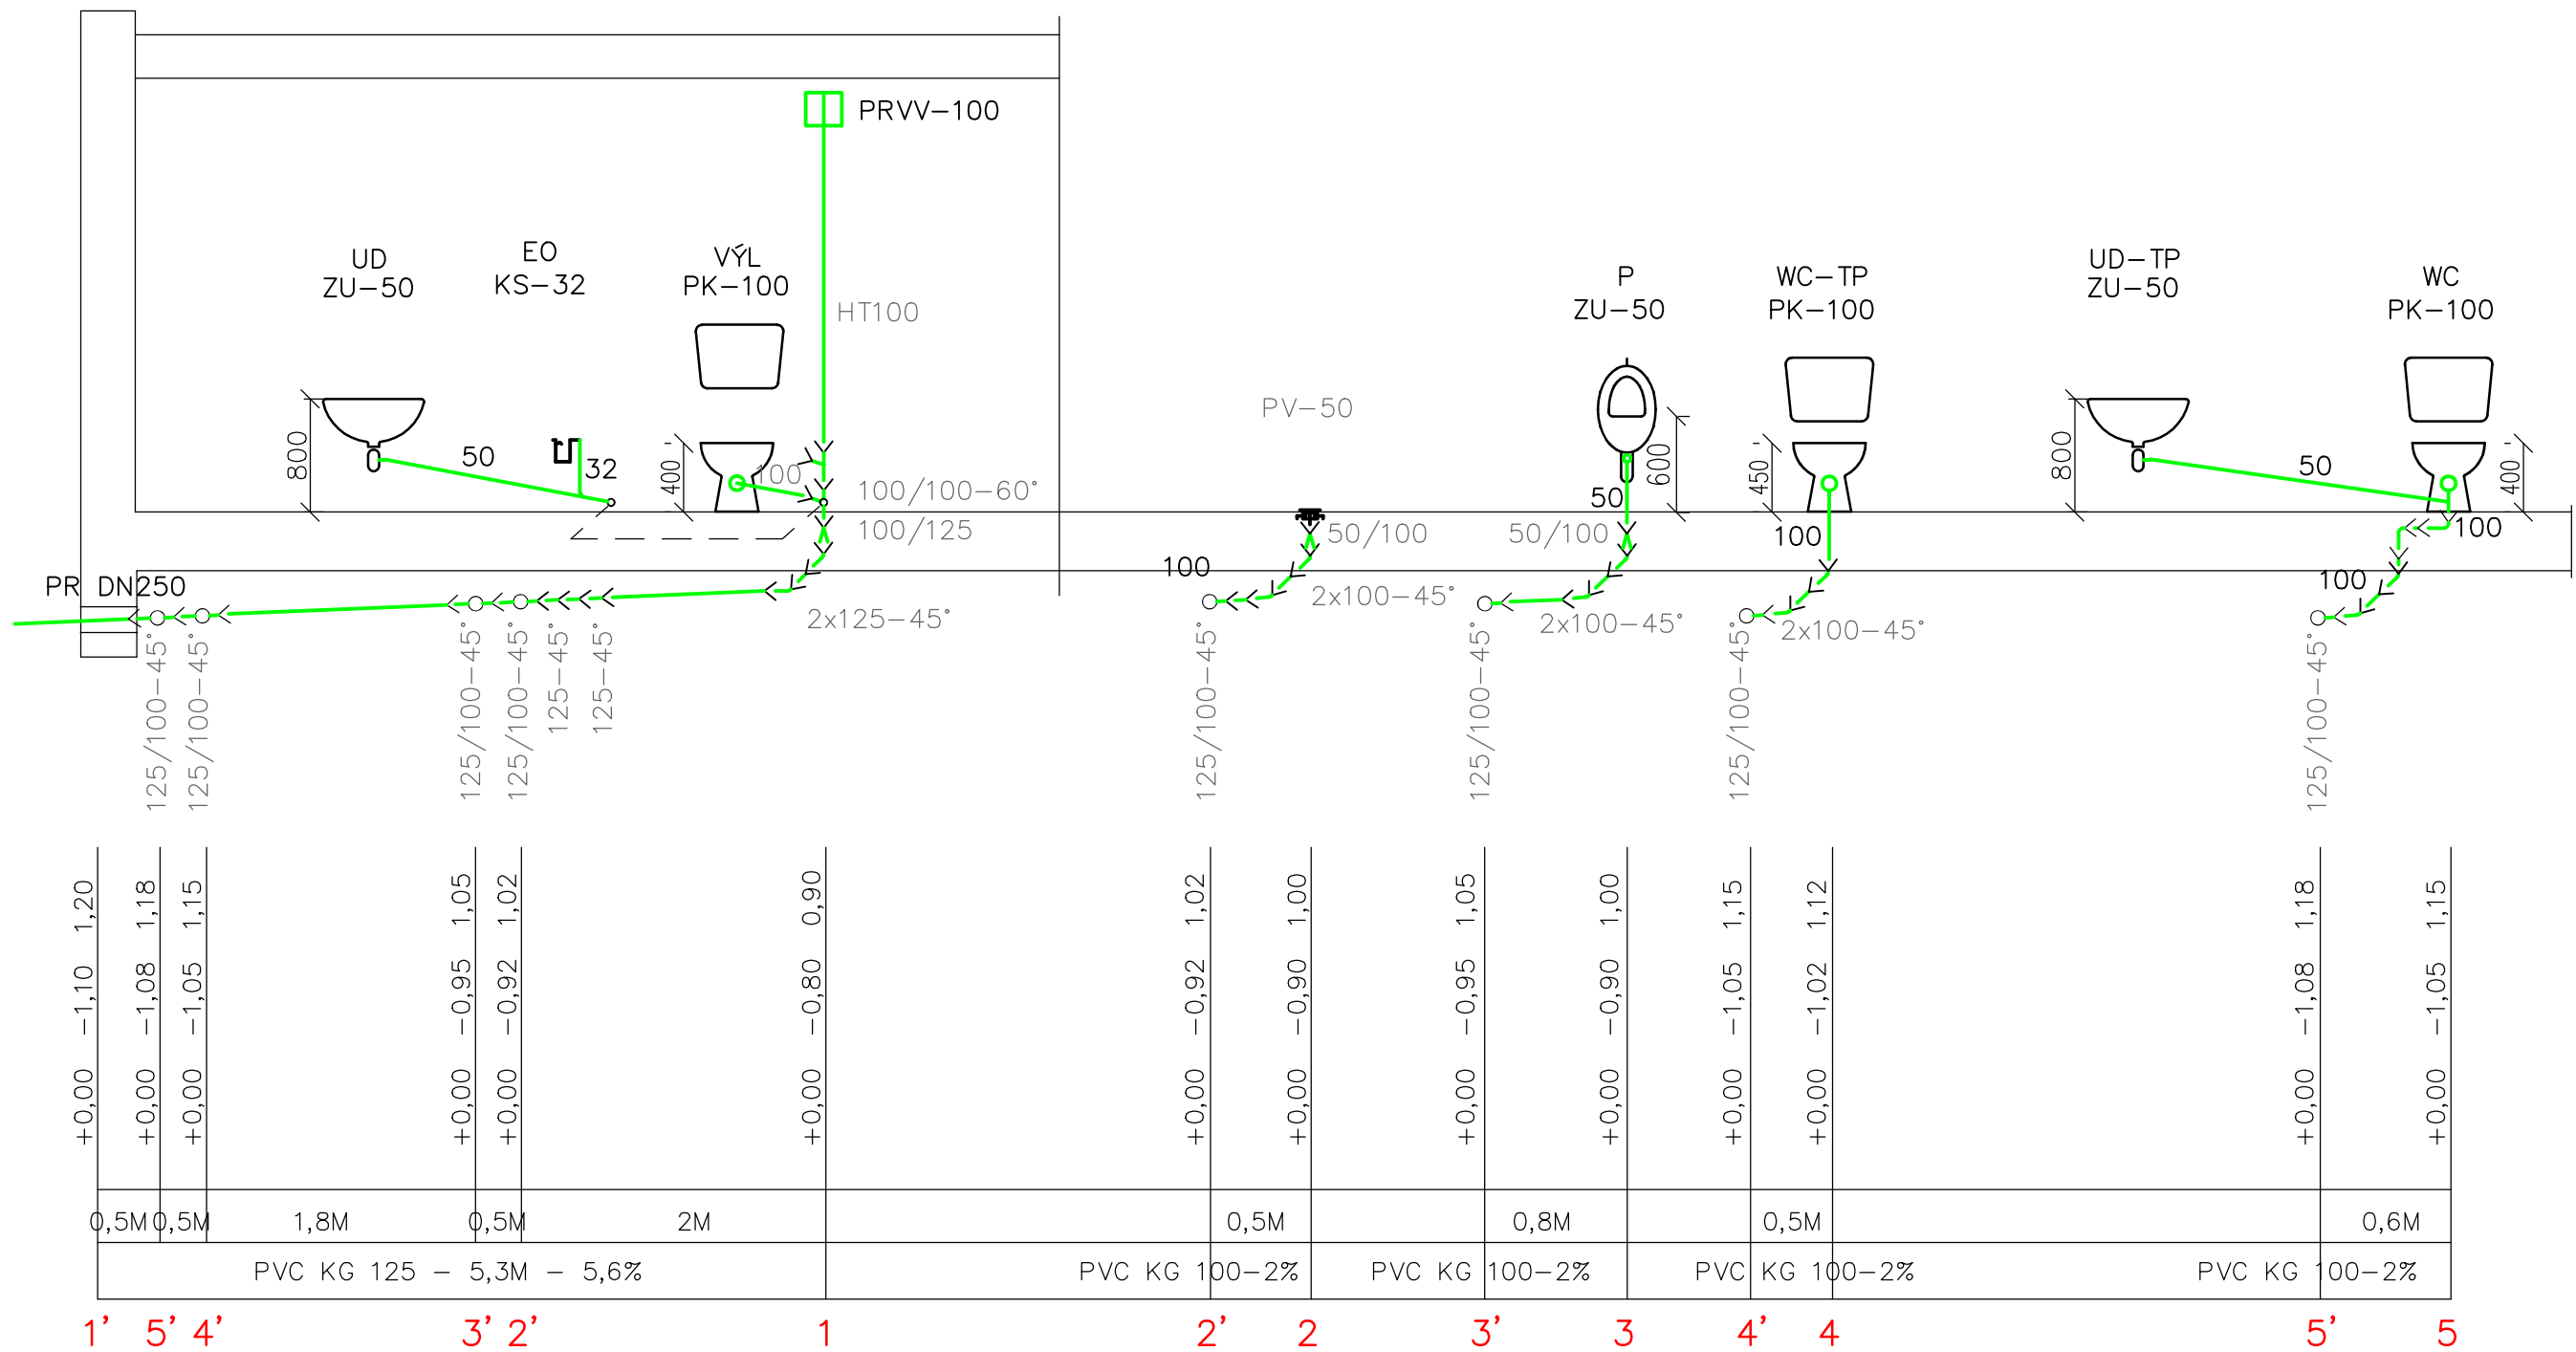 PRVV-100
UD
ZU-50
EO
KS-32
VÝL
PK-100
HT100
P
ZU-50
WC-TP
PK-100
UD-TP
ZU-50
WC
PK-100
PV-50
800
50
32
400
100
100/100-60°
100/125
50/100
50/100
50
600
450
100
800
50
400
100
100
100
PR DN250
2x125-45°
2x100-45°
2x100-45°
2x100-45°
125/100-45°
125/100-45°
125/100-45°
125/100-45°
125-45°
125-45°
125/100-45°
125/100-45°
125/100-45°
125/100-45°
+0,00 -1,10 1,20
+0,00 -1,08 1,18
+0,00 -1,05 1,15
+0,00 -0,95 1,05
+0,00 -0,92 1,02
+0,00 -0,80 0,90
+0,00 -0,92 1,02
+0,00 -0,90 1,00
+0,00 -0,95 1,05
+0,00 -0,90 1,00
+0,00 -1,05 1,15
+0,00 -1,02 1,12
+0,00 -1,08 1,18
+0,00 -1,05 1,15
0,5M 0,5M 1,8M 0,5M 2M 0,5M 0,8M 0,5M 0,6M
PVC KG 125 - 5,3M - 5,6% PVC KG 100-2% PVC KG 100-2% PVC KG 100-2% PVC KG 100-2%
1' 5' 4' 3' 2' 1 2' 2 3' 3 4' 4 5' 5